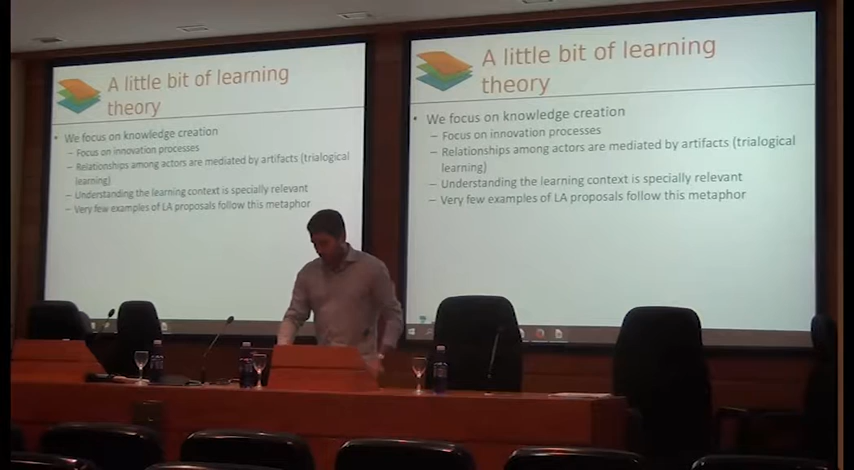 A little bit of learning
theory
• We focus on knowledge creation
– Focus on innovation processes
– Relationships among actors are mediated by artifacts (trialogical
learning)
– Understanding the learning context is specially relevant
– Very few examples of LA proposals follow this metaphor
A little bit of learning
theory
• We focus on knowledge creation
– Focus on innovation processes
– Relationships among actors are mediated by artifacts (trialogical
learning)
– Understanding the learning context is specially relevant
– Very few examples of LA proposals follow this metaphor